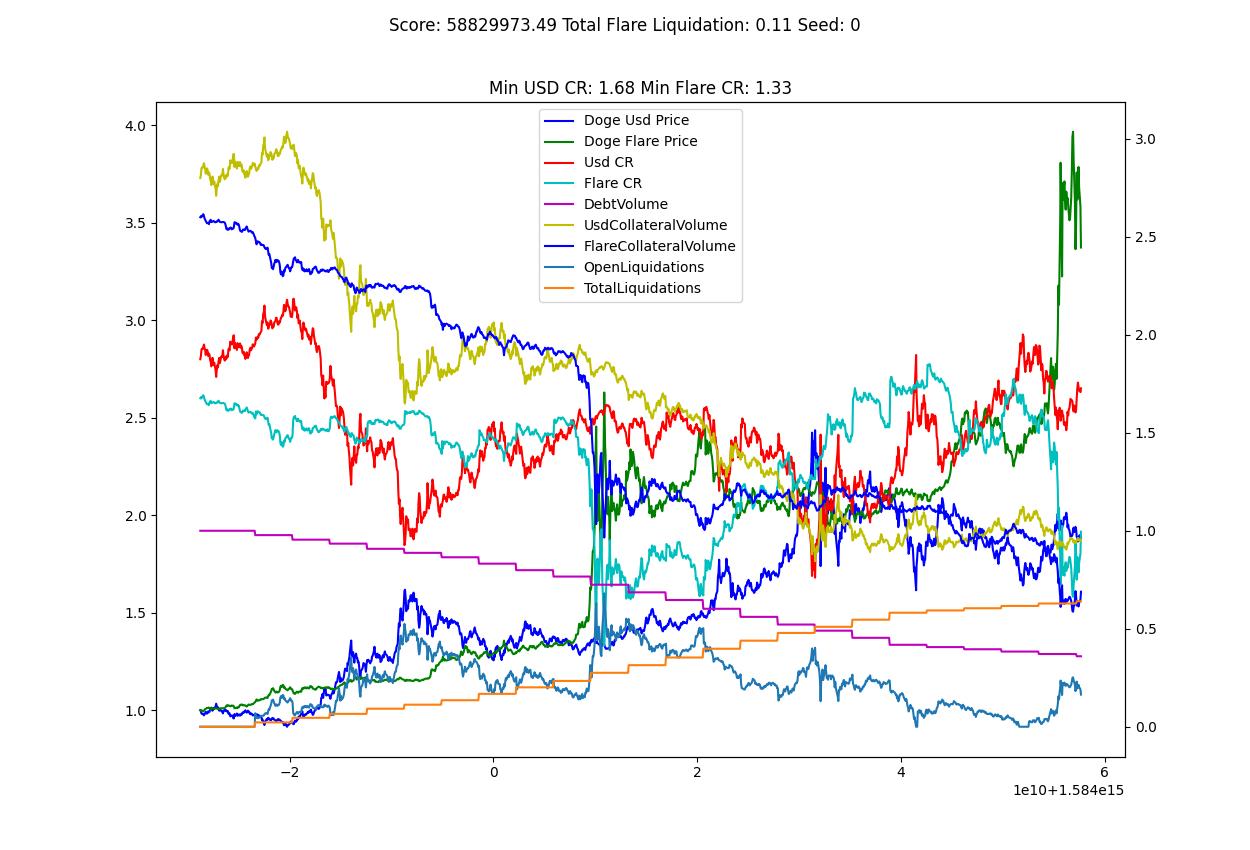 Score: 58829973.49 Total Flare Liquidation: 0.11 Seed: 0
Min USD CR: 1.68 Min Flare CR: 1.33
Doge Usd Price
Doge Flare Price
Usd CR
Flare CR
DebtVolume
UsdCollateralVolume
FlareCollateralVolume
OpenLiquidations
TotalLiquidations
4.0
3.5
3.0
2.5
2.0
1.5
1.0
3.0
2.5
2.0
1.5
1.0
0.5
0.0
−2
0
2
4
6
1e10+1.584e15